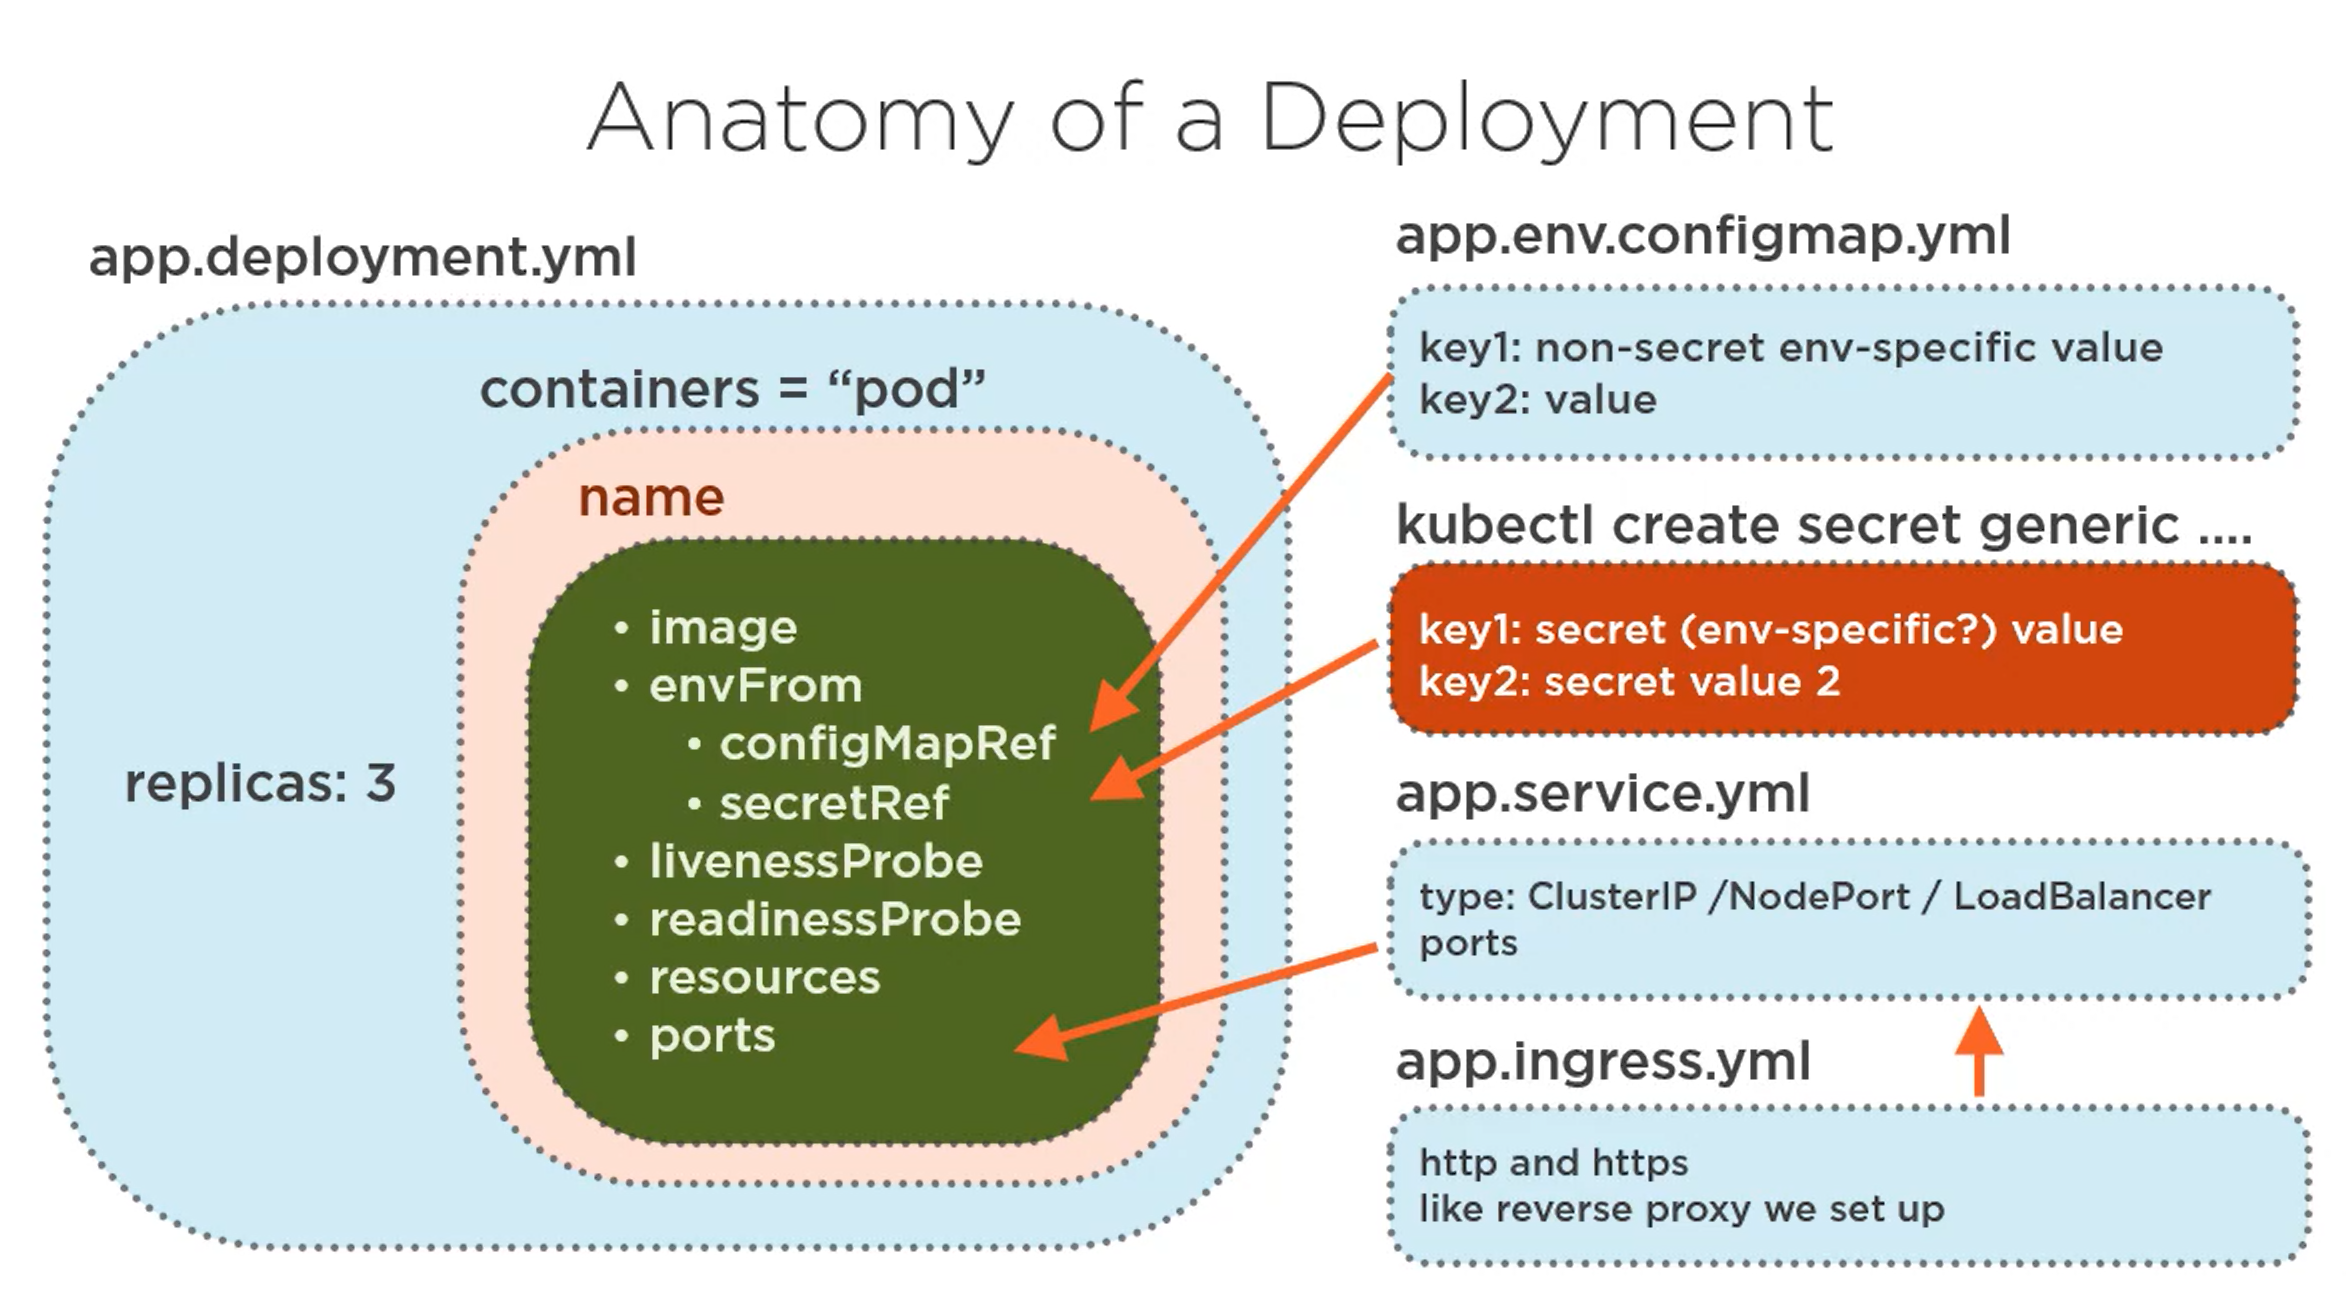 Anatomy of a Deployment
app.deployment.yml
containers = “pod”
name
• image
• envFrom
• configMapRef
• secretRef
• livenessProbe
• readinessProbe
• resources
• ports
replicas: 3
app.env.configmap.yml
key1: non-secret env-specific value
key2: value
kubectl create secret generic ....
key1: secret (env-specific?) value
key2: secret value 2
app.service.yml
type: ClusterIP /NodePort / LoadBalancer
ports
app.ingress.yml
http and https
like reverse proxy we set up